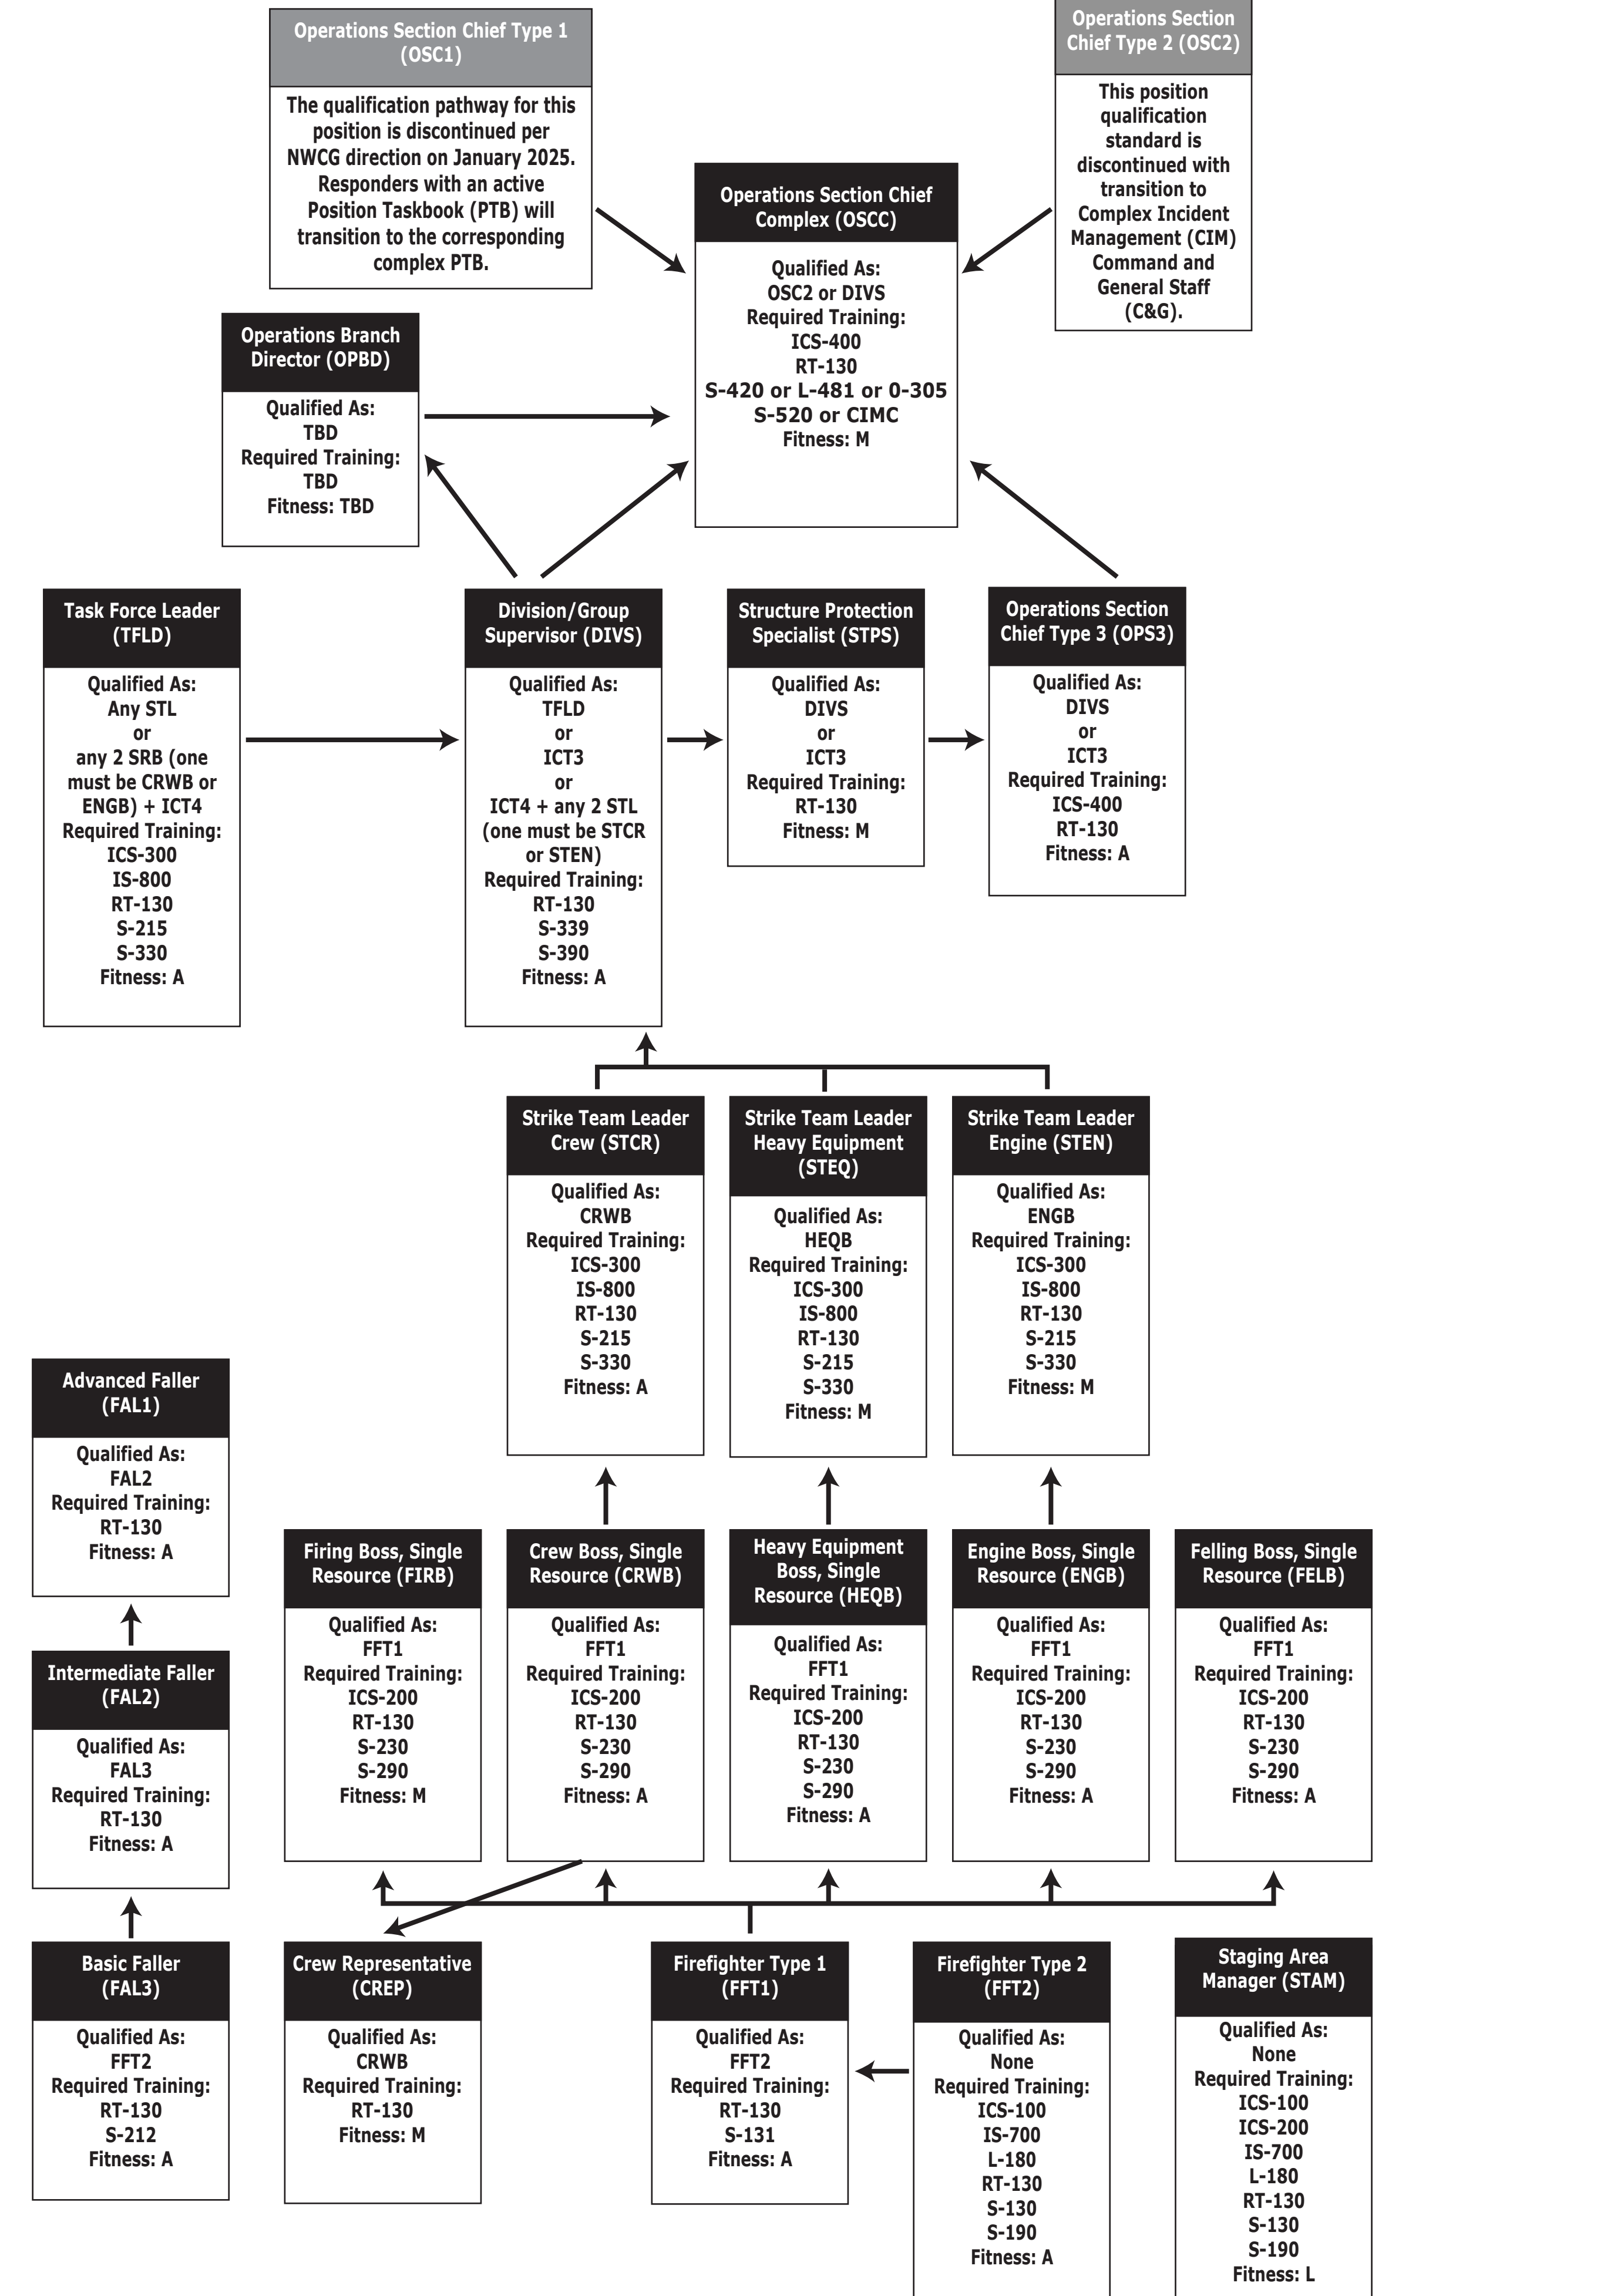 Operations Section Chief Type 1
(OSC1)
The qualification pathway for this
position is discontinued per
NWCG direction on January 2025.
Responders with an active
Position Taskbook (PTB) will
transition to the corresponding
complex PTB.
Operations Section
Chief Type 2 (OSC2)
This position
qualification
standard is
discontinued with
transition to
Complex Incident
Management (CIM)
Command and
General Staff
(C&G).
Operations Section Chief
Complex (OSCC)
Qualified As:
OSC2 or DIVS
Required Training:
ICS-400
RT-130
S-420 or L-481 or 0-305
S-520 or CIMC
Fitness: M
Operations Branch
Director (OPBD)
Qualified As:
TBD
Required Training:
TBD
Fitness: TBD
Task Force Leader
(TFLD)
Qualified As:
Any STL
or
any 2 SRB (one
must be CRWB or
ENGB) + ICT4
Required Training:
ICS-300
IS-800
RT-130
S-215
S-330
Fitness: A
Division/Group
Supervisor (DIVS)
Qualified As:
TFLD
or
ICT3
or
ICT4 + any 2 STL
(one must be STCR
or STEN)
Required Training:
RT-130
S-339
S-390
Fitness: A
Structure Protection
Specialist (STPS)
Qualified As:
DIVS
or
ICT3
Required Training:
RT-130
Fitness: M
Operations Section
Chief Type 3 (OPS3)
Qualified As:
DIVS
or
ICT3
Required Training:
ICS-400
RT-130
Fitness: A
Strike Team Leader
Crew (STCR)
Qualified As:
CRWB
Required Training:
ICS-300
IS-800
RT-130
S-215
S-330
Fitness: A
Strike Team Leader
Heavy Equipment
(STEQ)
Qualified As:
HEQB
Required Training:
ICS-300
IS-800
RT-130
S-215
S-330
Fitness: M
Strike Team Leader
Engine (STEN)
Qualified As:
ENGB
Required Training:
ICS-300
IS-800
RT-130
S-215
S-330
Fitness: M
Advanced Faller
(FAL1)
Qualified As:
FAL2
Required Training:
RT-130
Fitness: A
Firing Boss, Single
Resource (FIRB)
Qualified As:
FFT1
Required Training:
ICS-200
RT-130
S-230
S-290
Fitness: M
Crew Boss, Single
Resource (CRWB)
Qualified As:
FFT1
Required Training:
ICS-200
RT-130
S-230
S-290
Fitness: A
Heavy Equipment
Boss, Single
Resource (HEQB)
Qualified As:
FFT1
Required Training:
ICS-200
RT-130
S-230
S-290
Fitness: A
Engine Boss, Single
Resource (ENGB)
Qualified As:
FFT1
Required Training:
ICS-200
RT-130
S-230
S-290
Fitness: A
Felling Boss, Single
Resource (FELB)
Qualified As:
FFT1
Required Training:
ICS-200
RT-130
S-230
S-290
Fitness: A
Intermediate Faller
(FAL2)
Qualified As:
FAL3
Required Training:
RT-130
Fitness: A
Basic Faller
(FAL3)
Qualified As:
FFT2
Required Training:
RT-130
S-212
Fitness: A
Crew Representative
(CREP)
Qualified As:
CRWB
Required Training:
RT-130
Fitness: M
Firefighter Type 1
(FFT1)
Qualified As:
FFT2
Required Training:
RT-130
S-131
Fitness: A
Firefighter Type 2
(FFT2)
Qualified As:
None
Required Training:
ICS-100
IS-700
L-180
RT-130
S-130
S-190
Fitness: A
Staging Area
Manager (STAM)
Qualified As:
None
Required Training:
ICS-100
ICS-200
IS-700
L-180
RT-130
S-130
S-190
Fitness: L